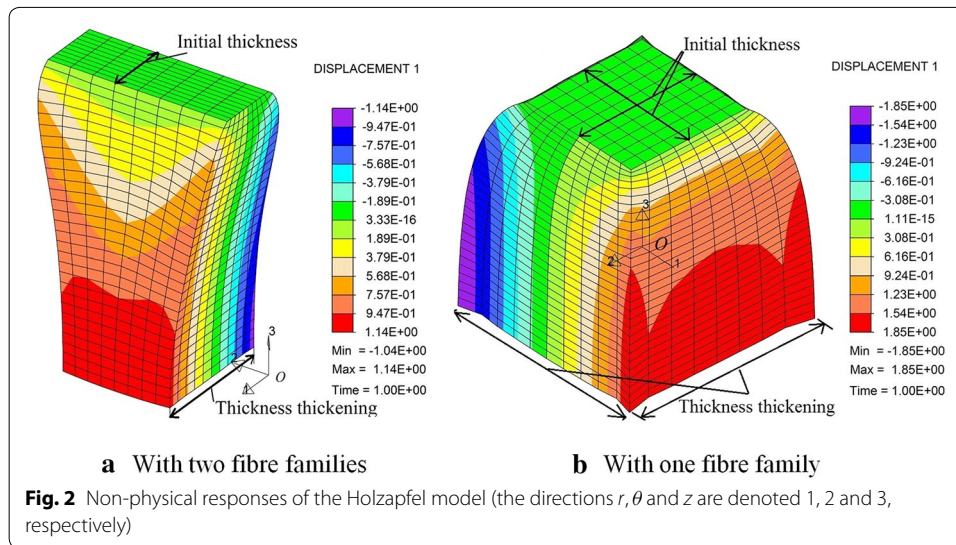 Initial thickness
DISPLACEMENT 1
-1.14E+00
-9.47E-01
-7.57E-01
-5.68E-01
-3.79E-01
-1.89E-01
3.33E-16
1.89E-01
3.79E-01
5.68E-01
7.57E-01
9.47E-01
1.14E+00
Min = -1.04E+00
Max = 1.14E+00
Time = 1.00E+00
3
2
1
O
Thickness thickening
a With two fibre families
Initial thickness
DISPLACEMENT 1
-1.85E+00
-1.54E+00
-1.23E+00
-9.24E-01
-6.16E-01
-3.08E-01
1.11E-15
3.08E-01
6.16E-01
9.24E-01
1.23E+00
1.54E+00
1.85E+00
Min = -1.85E+00
Max = 1.85E+00
Time = 1.00E+00
3
O
2
1
Thickness thickening
b With one fibre family
Fig. 2 Non-physical responses of the Holzapfel model (the directions r, θ and z are denoted 1, 2 and 3,
respectively)